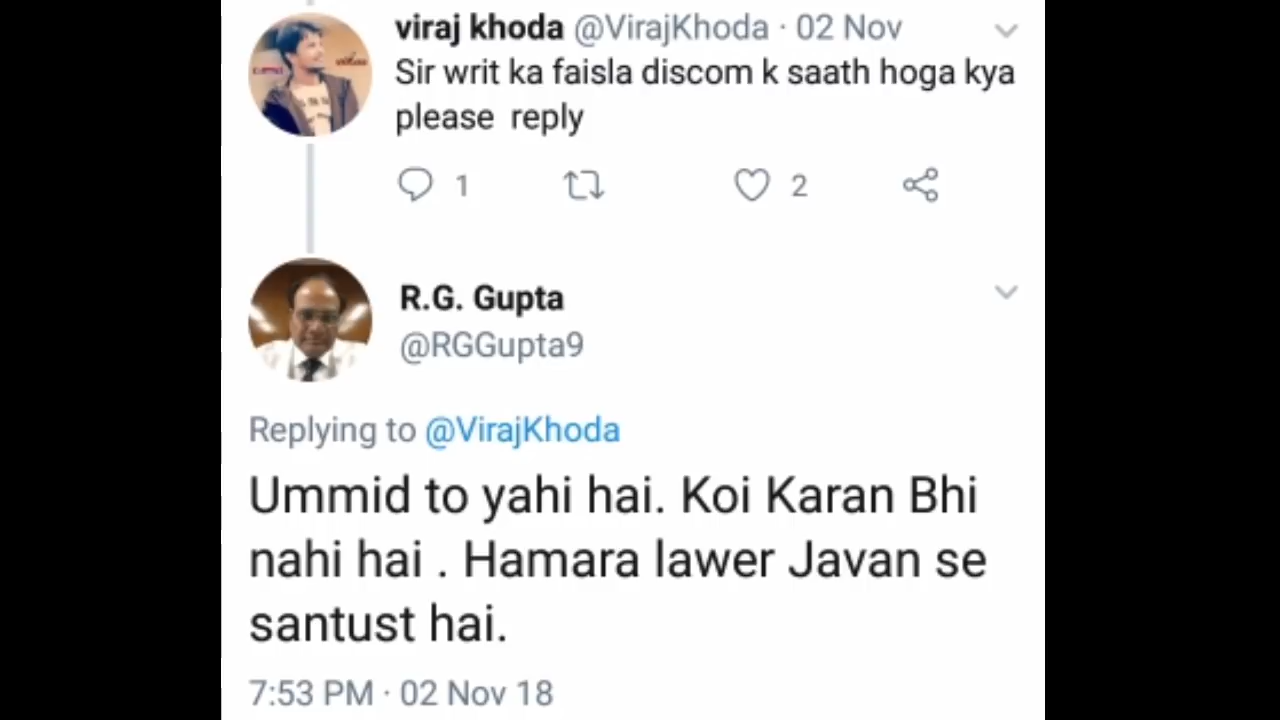 viraj khoda @VirajKhoda · 02 Nov
Sir writ ka faisla discom k saath hoga kya
please reply
1 2
R.G. Gupta
@RGGupta9
Replying to @VirajKhoda
Ummid to yahi hai. Koi Karan Bhi
nahi hai . Hamara lawer Javan se
santust hai.
7:53 PM · 02 Nov 18